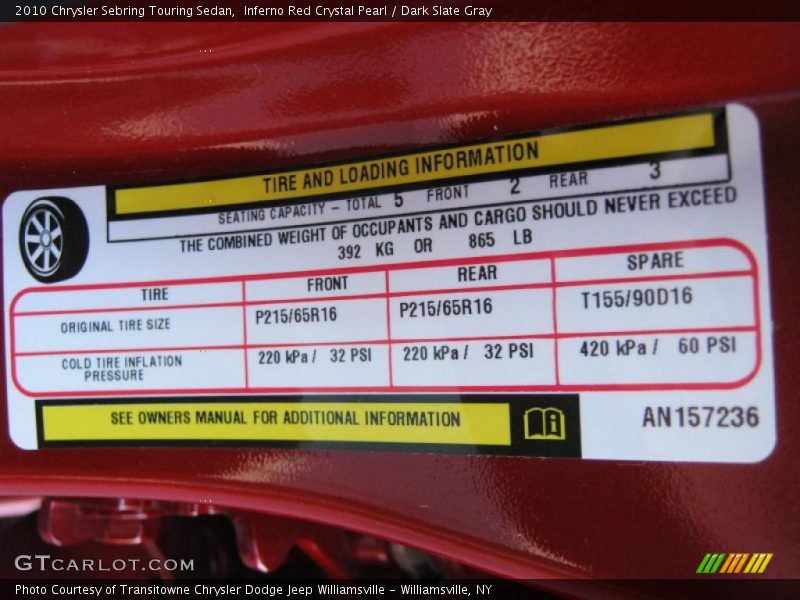 2010 Chrysler Sebring Touring Sedan,  Inferno Red Crystal Pearl / Dark Slate Gray
TIRE AND LOADING INFORMATION
SEATING CAPACITY - TOTAL 5 FRONT 2 REAR 3
THE COMBINED WEIGHT OF OCCUPANTS AND CARGO SHOULD NEVER EXCEED
392 KG OR 865 LB
TIRE FRONT REAR SPARE
ORIGINAL TIRE SIZE P215/65R16 P215/65R16 T155/90D16
COLD TIRE INFLATION PRESSURE 220 kPa / 32 PSI 220 kPa / 32 PSI 420 kPa / 60 PSI
SEE OWNERS MANUAL FOR ADDITIONAL INFORMATION
AN157236
GTCARLOT.COM
Photo Courtesy of Transitowne Chrysler Dodge Jeep Williamsville - Williamsville, NY